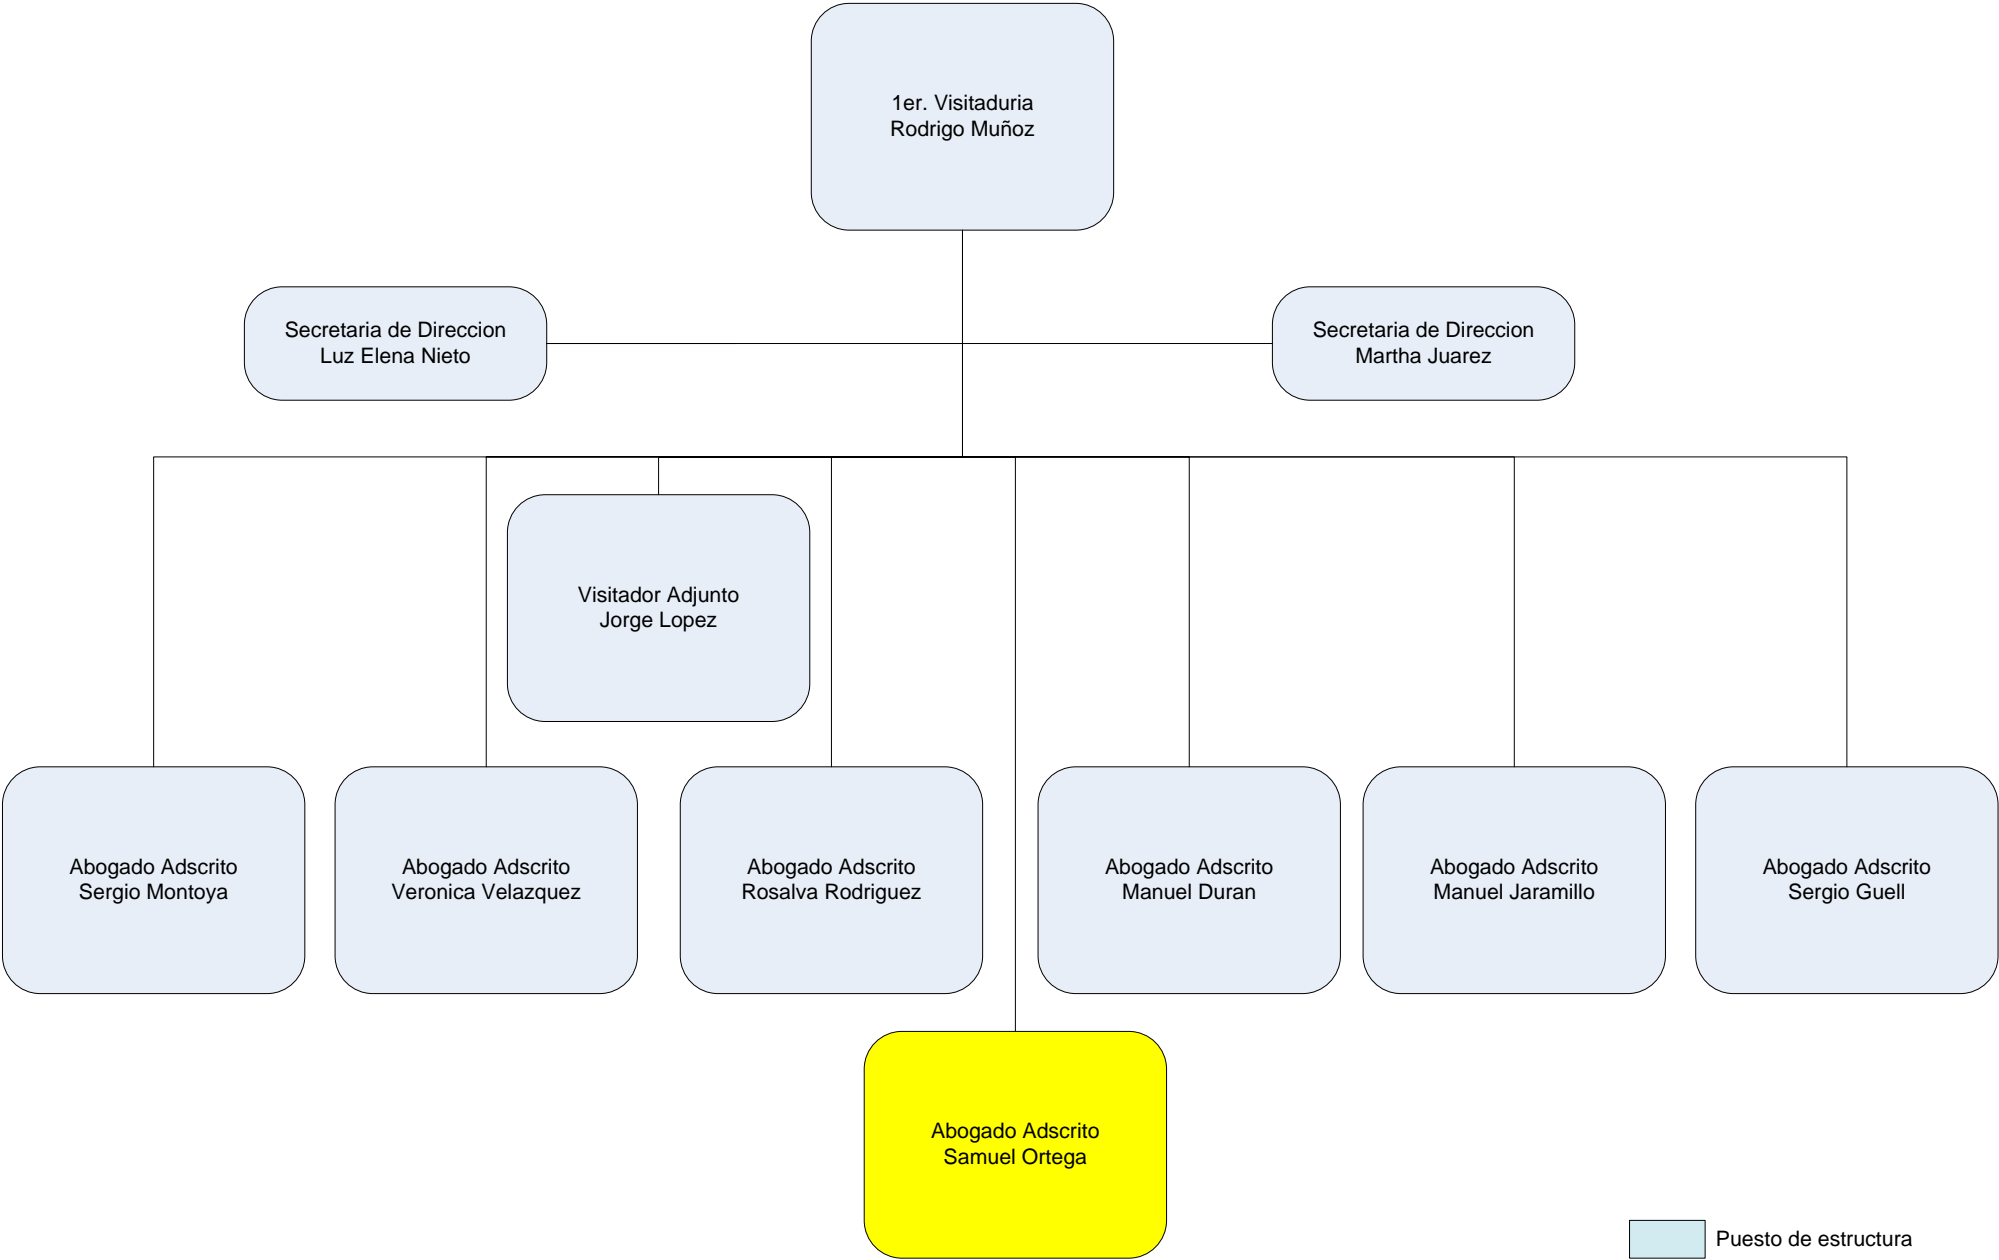 1er. Visitaduria
Rodrigo Muñoz
Secretaria de Direccion
Luz Elena Nieto
Secretaria de Direccion
Martha Juarez
Visitador Adjunto
Jorge Lopez
Abogado Adscrito
Sergio Montoya
Abogado Adscrito
Veronica Velazquez
Abogado Adscrito
Rosalva Rodriguez
Abogado Adscrito
Manuel Duran
Abogado Adscrito
Manuel Jaramillo
Abogado Adscrito
Sergio Guell
Abogado Adscrito
Samuel Ortega
Puesto de estructura